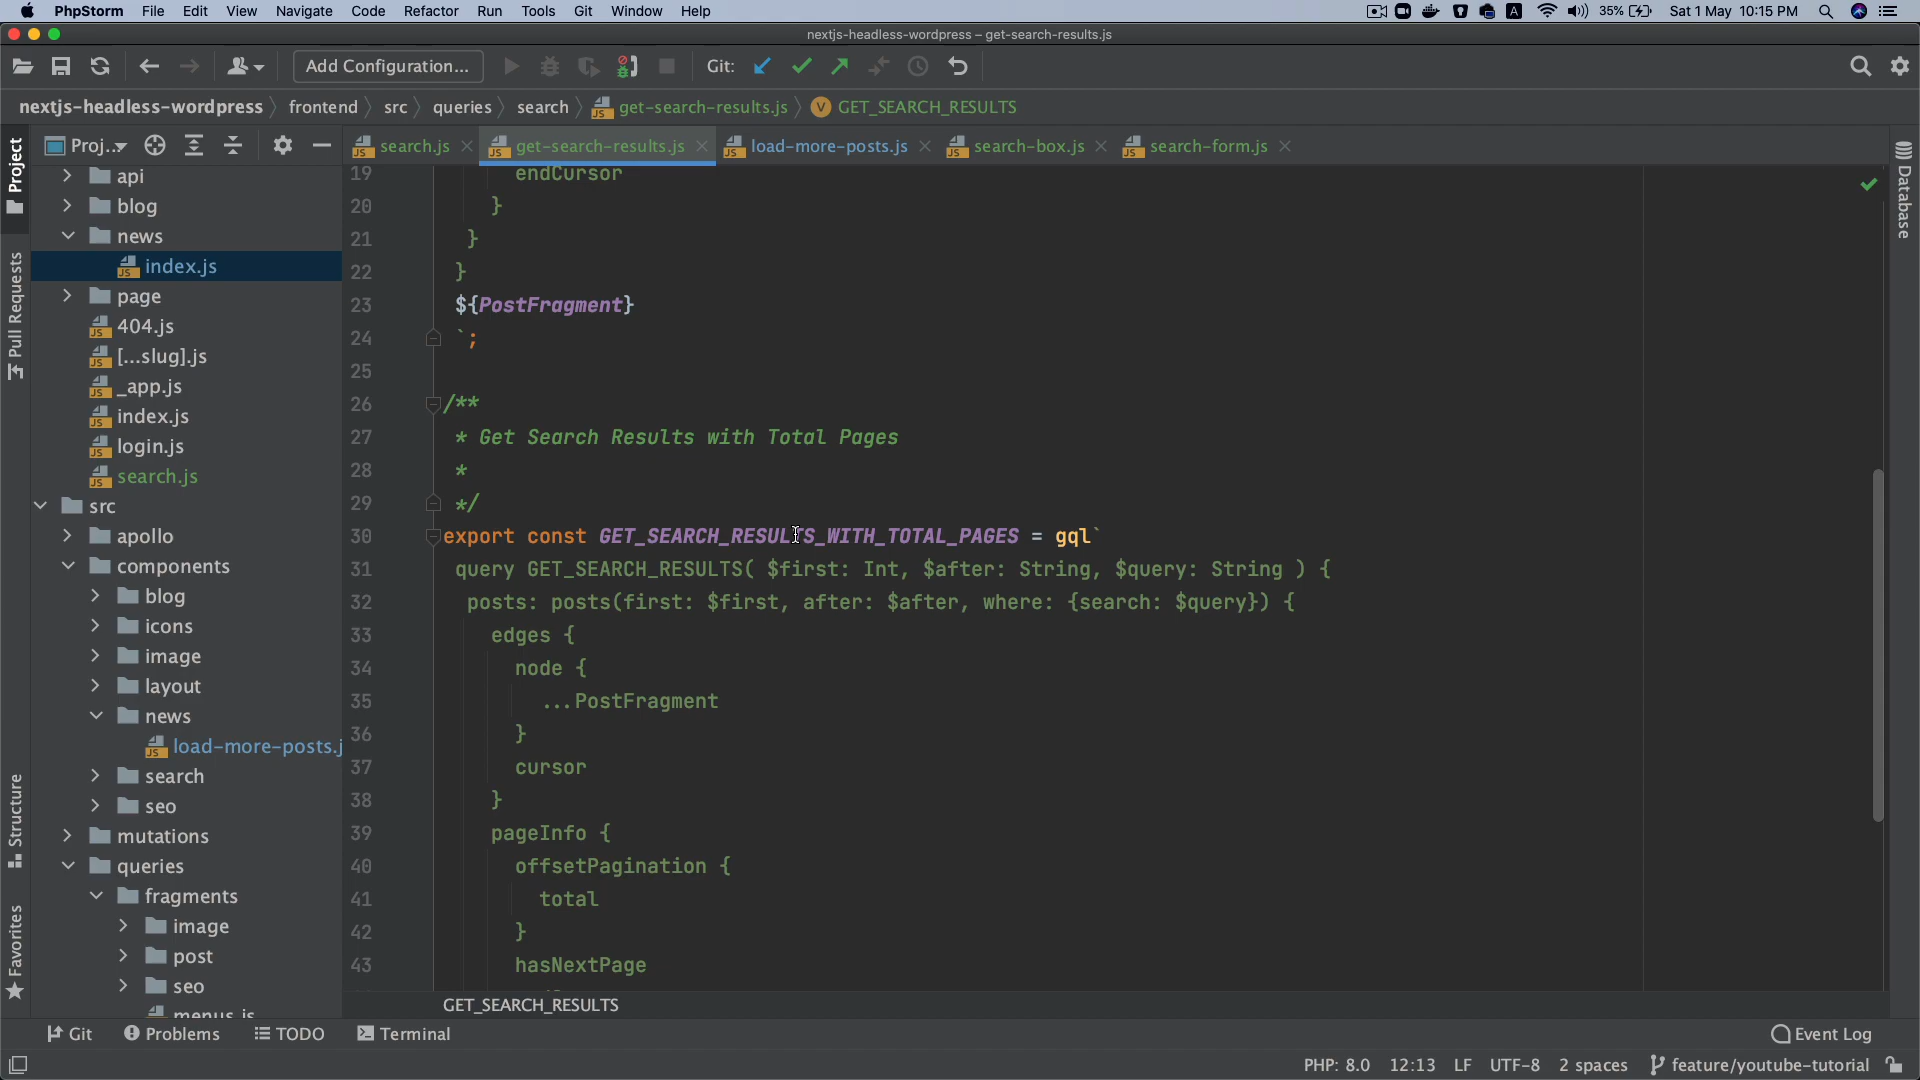 PhpStorm File Edit View Navigate Code Refactor Run Tools Git Window Help A 35% Sat 1 May 10:15 PM
nextjs-headless-wordpress – get-search-results.js
Add Configuration... Git:
nextjs-headless-wordpress frontend src queries search get-search-results.js V GET_SEARCH_RESULTS
Project
Pull Requests
Structure
Favorites
Proj...
api
blog
news
index.js
page
404.js
[...slug].js
_app.js
index.js
login.js
search.js
src
apollo
components
blog
icons
image
layout
news
load-more-posts.j
search
seo
mutations
queries
fragments
image
post
seo
menus.js
search.js get-search-results.js load-more-posts.js search-box.js search-form.js
19 endCursor
20 }
21 }
22 }
23 ${PostFragment}
24 `;
25
26 /**
27 * Get Search Results with Total Pages
28 *
29 */
30 export const GET_SEARCH_RESULTS_WITH_TOTAL_PAGES = gql`
31 query GET_SEARCH_RESULTS( $first: Int, $after: String, $query: String ) {
32 posts: posts(first: $first, after: $after, where: {search: $query}) {
33 edges {
34 node {
35 ...PostFragment
36 }
37 cursor
38 }
39 pageInfo {
40 offsetPagination {
41 total
42 }
43 hasNextPage
GET_SEARCH_RESULTS
Database
Git Problems TODO Terminal Event Log
PHP: 8.0 12:13 LF UTF-8 2 spaces feature/youtube-tutorial